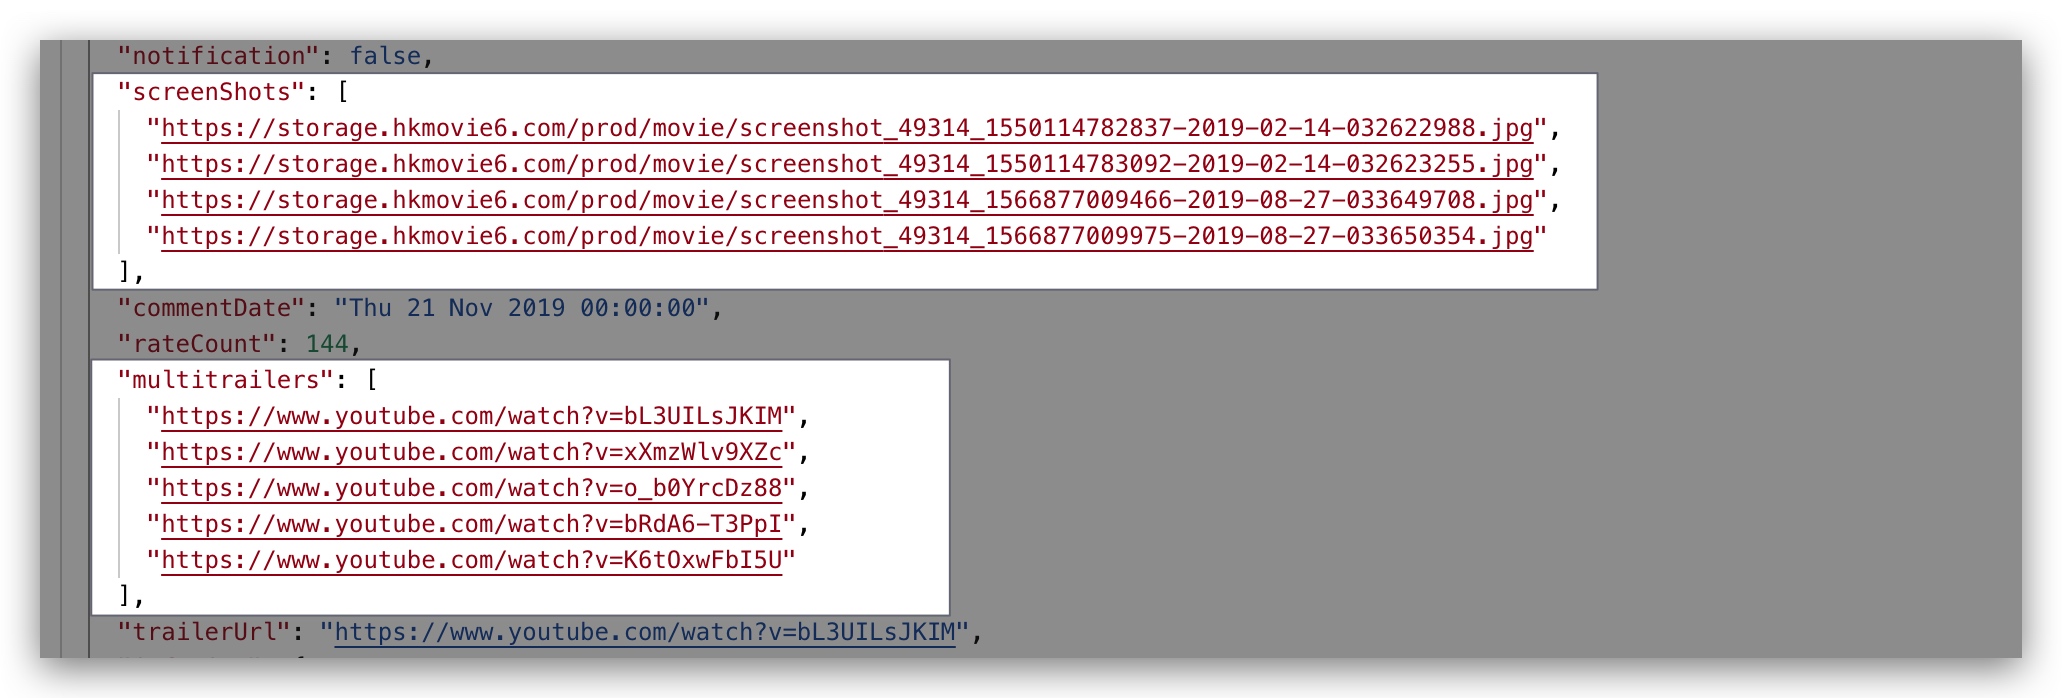 "notification": false,
"screenShots": [
"https://storage.hkmovie6.com/prod/movie/screenshot_49314_1550114782837-2019-02-14-032622988.jpg",
"https://storage.hkmovie6.com/prod/movie/screenshot_49314_1550114783092-2019-02-14-032623255.jpg",
"https://storage.hkmovie6.com/prod/movie/screenshot_49314_1566877009466-2019-08-27-033649708.jpg",
"https://storage.hkmovie6.com/prod/movie/screenshot_49314_1566877009975-2019-08-27-033650354.jpg"
],
"commentDate": "Thu 21 Nov 2019 00:00:00",
"rateCount": 144,
"multitrailers": [
"https://www.youtube.com/watch?v=bL3UILsJKIM",
"https://www.youtube.com/watch?v=xXmzWlv9XZc",
"https://www.youtube.com/watch?v=o_b0YrcDz88",
"https://www.youtube.com/watch?v=bRdA6-T3PpI",
"https://www.youtube.com/watch?v=K6tOxwFbI5U"
],
"trailerUrl": "https://www.youtube.com/watch?v=bL3UILsJKIM",